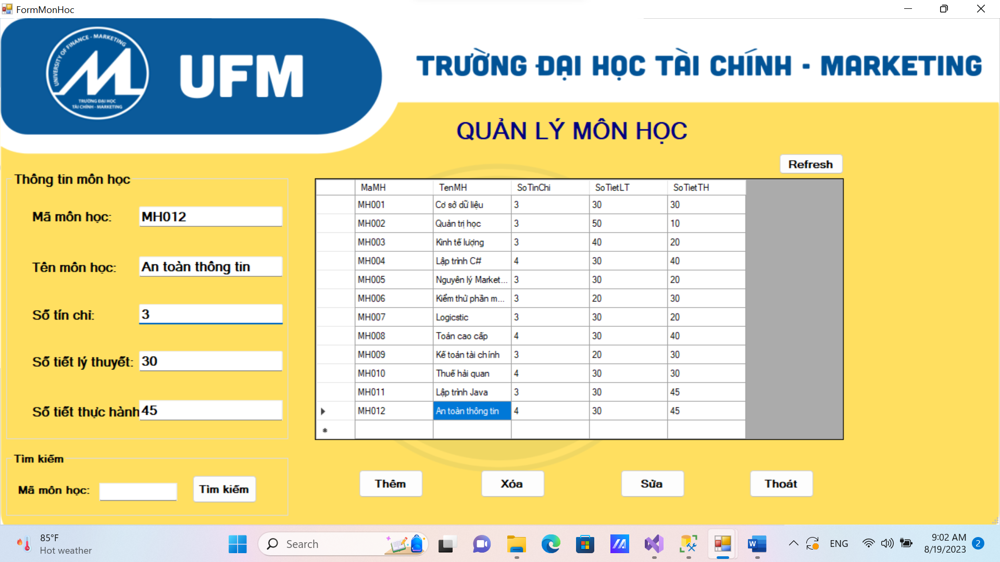 FormMonHoc
UNIVERSITY OF FINANCE - MARKETING
TRƯỜNG ĐẠI HỌC
TÀI CHÍNH - MARKETING
UFM
TRƯỜNG ĐẠI HỌC TÀI CHÍNH - MARKETING
QUẢN LÝ MÔN HỌC
Refresh
Thông tin môn học
Mã môn học: MH012
Tên môn học: An toàn thông tin
Số tín chỉ: 3
Số tiết lý thuyết: 30
Số tiết thực hành 45
MaMH TenMH SoTinChi SoTietLT SoTietTH
MH001 Cơ sở dữ liệu 3 30 30
MH002 Quản trị học 3 50 10
MH003 Kinh tế lượng 3 40 20
MH004 Lập trình C# 4 30 40
MH005 Nguyên lý Market... 3 30 20
MH006 Kiểm thử phần m... 3 20 30
MH007 Logicstic 3 30 20
MH008 Toán cao cấp 4 30 40
MH009 Kế toán tài chính 3 20 30
MH010 Thuế hải quan 4 30 30
MH011 Lập trình Java 3 30 45
MH012 An toàn thông tin 4 30 45
Tìm kiếm
Mã môn học: Tìm kiếm
Thêm Xóa Sửa Thoát
85°F
Hot weather
Search
ENG
9:02 AM
8/19/2023
2